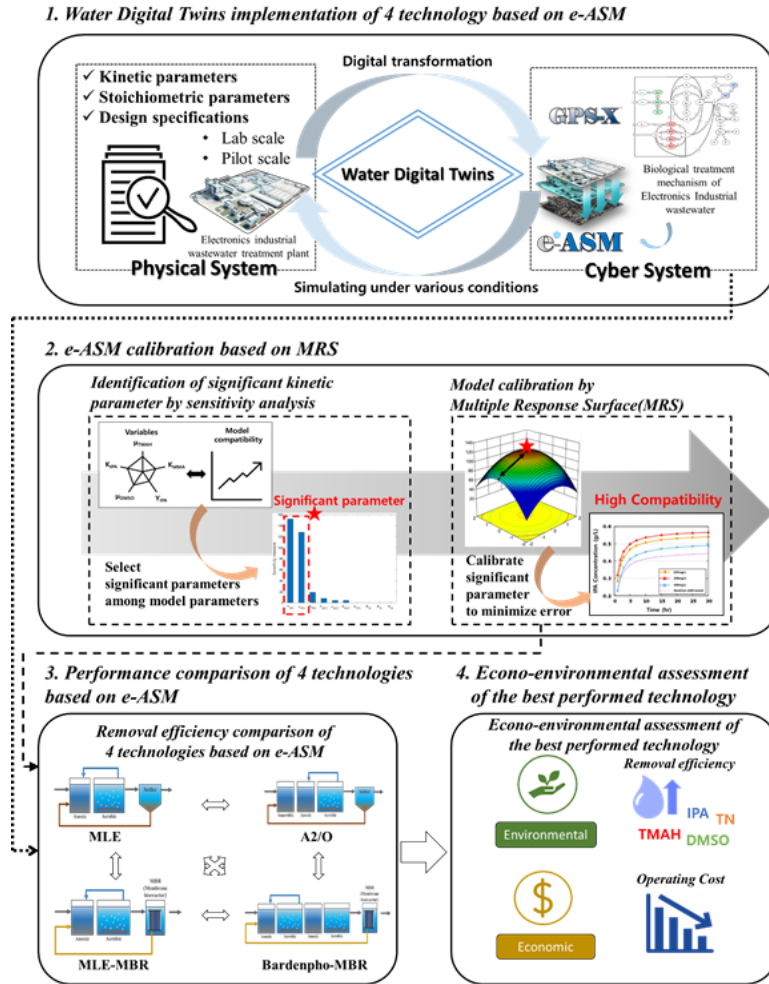 1. Water Digital Twins implementation of 4 technology based on e-ASM
✓ Kinetic parameters
✓ Stoichiometric parameters
✓ Design specifications
• Lab scale
• Pilot scale
Electronics industrial
wastewater treatment plant
Physical System
Digital transformation
Water Digital Twins
Simulating under various conditions
GPS-X
e-ASM
Biological treatment
mechanism of
Electronics Industrial
wastewater
Cyber System
2. e-ASM calibration based on MRS
Identification of significant kinetic
parameter by sensitivity analysis
Variables
Model
compatibility
Significant parameter
Select
significant parameters
among model parameters
Model calibration by
Multiple Response Surface(MRS)
High Compatibility
Calibrate
significant
parameter
to minimize error
IPA Concentration (g/L)
Time (hr)
3. Performance comparison of 4 technologies
based on e-ASM
Removal efficiency comparison of
4 technologies based on e-ASM
MLE
A2/O
MBR
(Membrane
bioreactor)
MLE-MBR
Bardenpho-MBR
4. Econo-environmental assessment
of the best performed technology
Econo-environmental assessment of
the best performed technology
Environmental
Removal efficiency
IPA
TN
TMAH
DMSO
$
Economic
Operating Cost